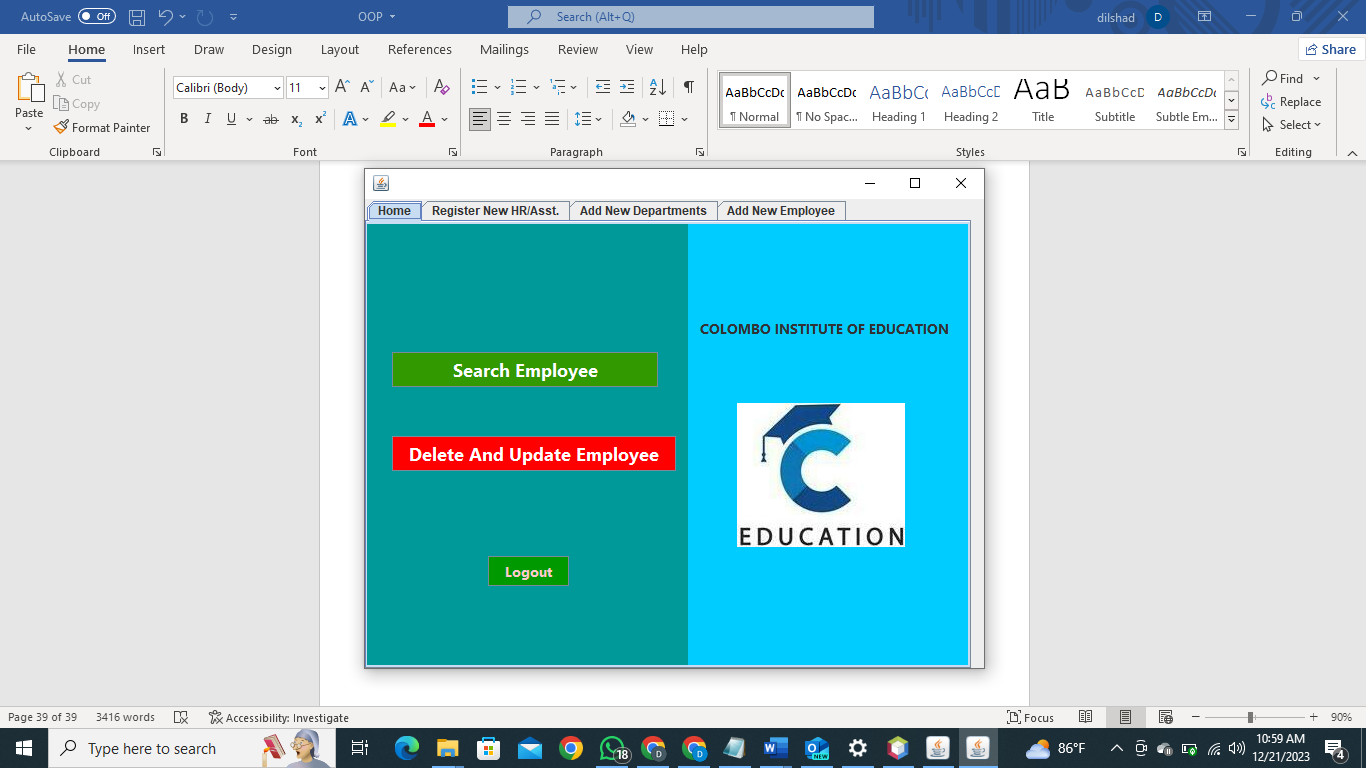 AutoSave Off OOP Search (Alt+Q) dilshad D
File Home Insert Draw Design Layout References Mailings Review View Help Share
Paste Cut Copy Format Painter
Calibri (Body) 11 A A Aa A
B I U ab x2 x2 A A
AaBbCcDc AaBbCcDc AaBbCc AaBbCcD AaB AaBbCcD AaBbCcDc
¶ Normal ¶ No Spac... Heading 1 Heading 2 Title Subtitle Subtle Em...
Find Replace Select
Clipboard Font Paragraph Styles Editing
Home Register New HR/Asst. Add New Departments Add New Employee
COLOMBO INSTITUTE OF EDUCATION
Search Employee
Delete And Update Employee
EDUCATION
Logout
Page 39 of 39 3416 words Accessibility: Investigate Focus 90%
Type here to search 18 D D W NEW 86°F 10:59 AM
12/21/2023 4